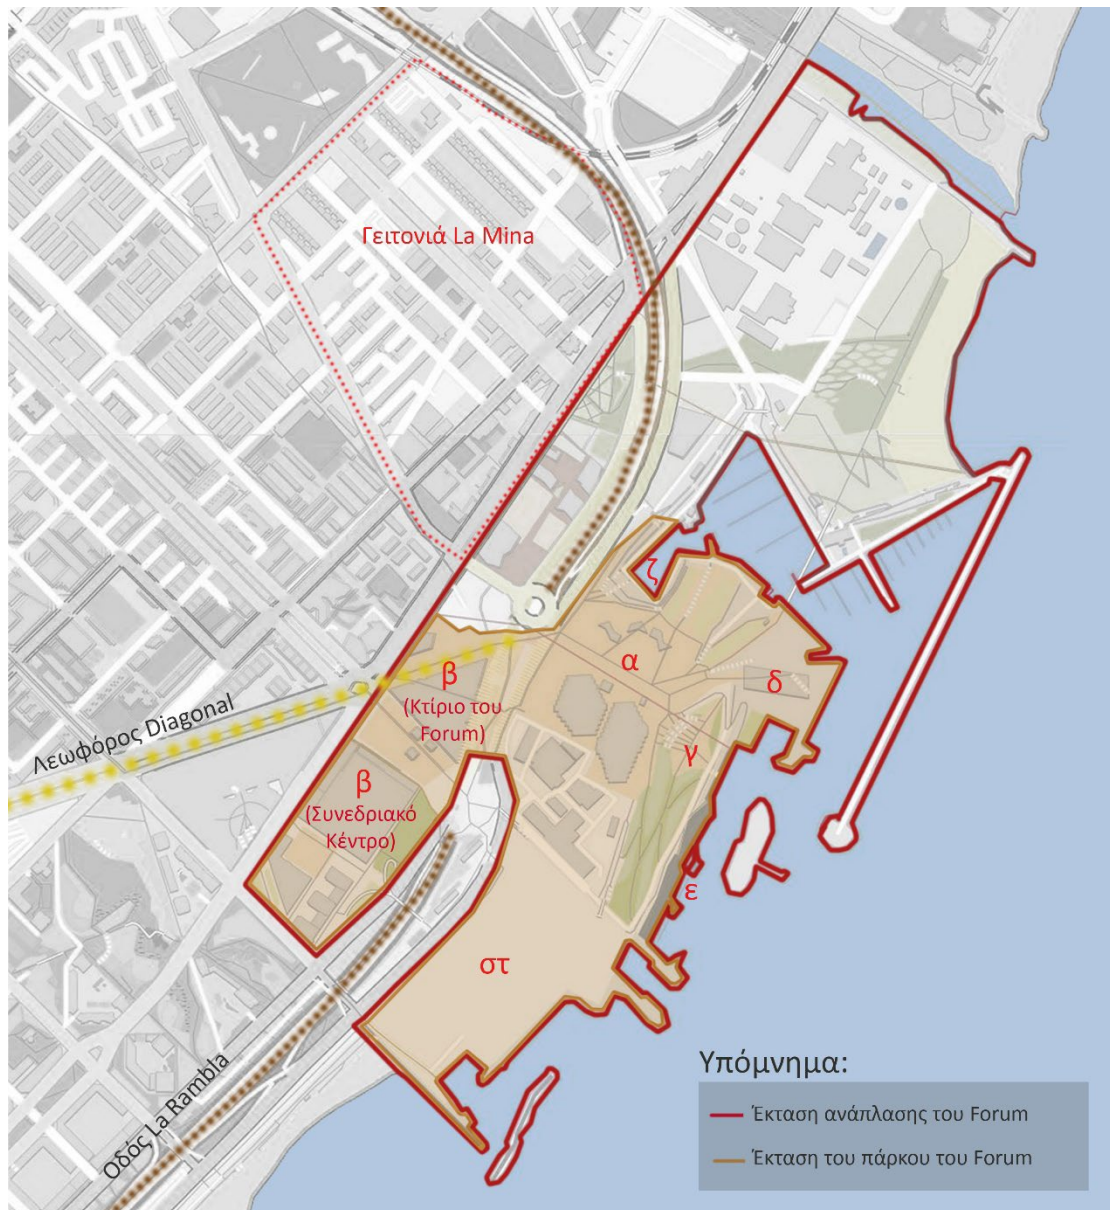 Γειτονιά La Mina
ζ
α
β
(Κτίριο του
Forum)
δ
Λεωφόρος Diagonal
γ
β
(Συνεδριακό
Κέντρο)
ε
στ
Οδός La Rambla
Υπόμνημα:
Έκταση ανάπλασης του Forum
Έκταση του πάρκου του Forum